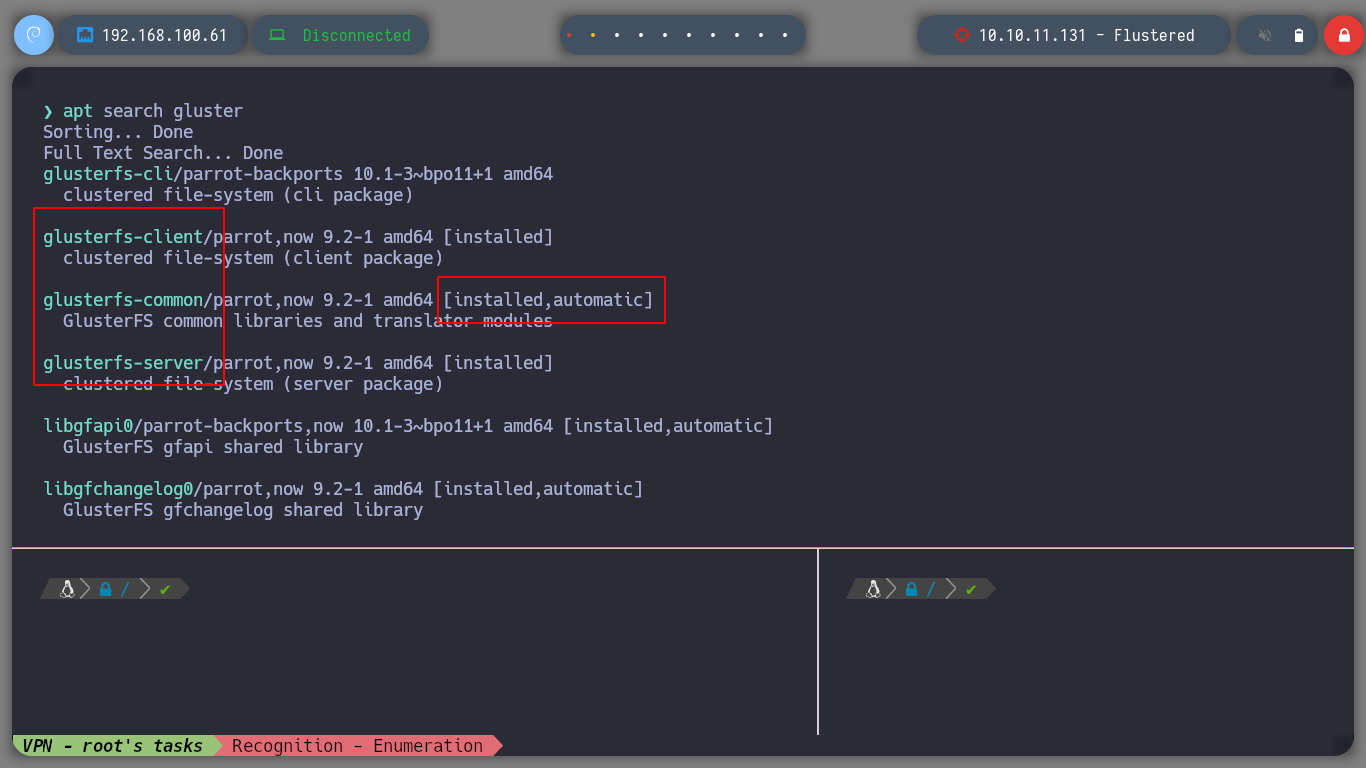 192.168.100.61
Disconnected
10.10.11.131 - Flustered
❯ apt search gluster
Sorting... Done
Full Text Search... Done
glusterfs-cli/parrot-backports 10.1-3~bpo11+1 amd64
clustered file-system (cli package)
glusterfs-client/parrot,now 9.2-1 amd64 [installed]
clustered file-system (client package)
glusterfs-common/parrot,now 9.2-1 amd64 [installed,automatic]
GlusterFS common libraries and translator modules
glusterfs-server/parrot,now 9.2-1 amd64 [installed]
clustered file-system (server package)
libgfapi0/parrot-backports,now 10.1-3~bpo11+1 amd64 [installed,automatic]
GlusterFS gfapi shared library
libgfchangelog0/parrot,now 9.2-1 amd64 [installed,automatic]
GlusterFS gfchangelog shared library
/ ✔
/ ✔
VPN - root's tasks
Recognition - Enumeration